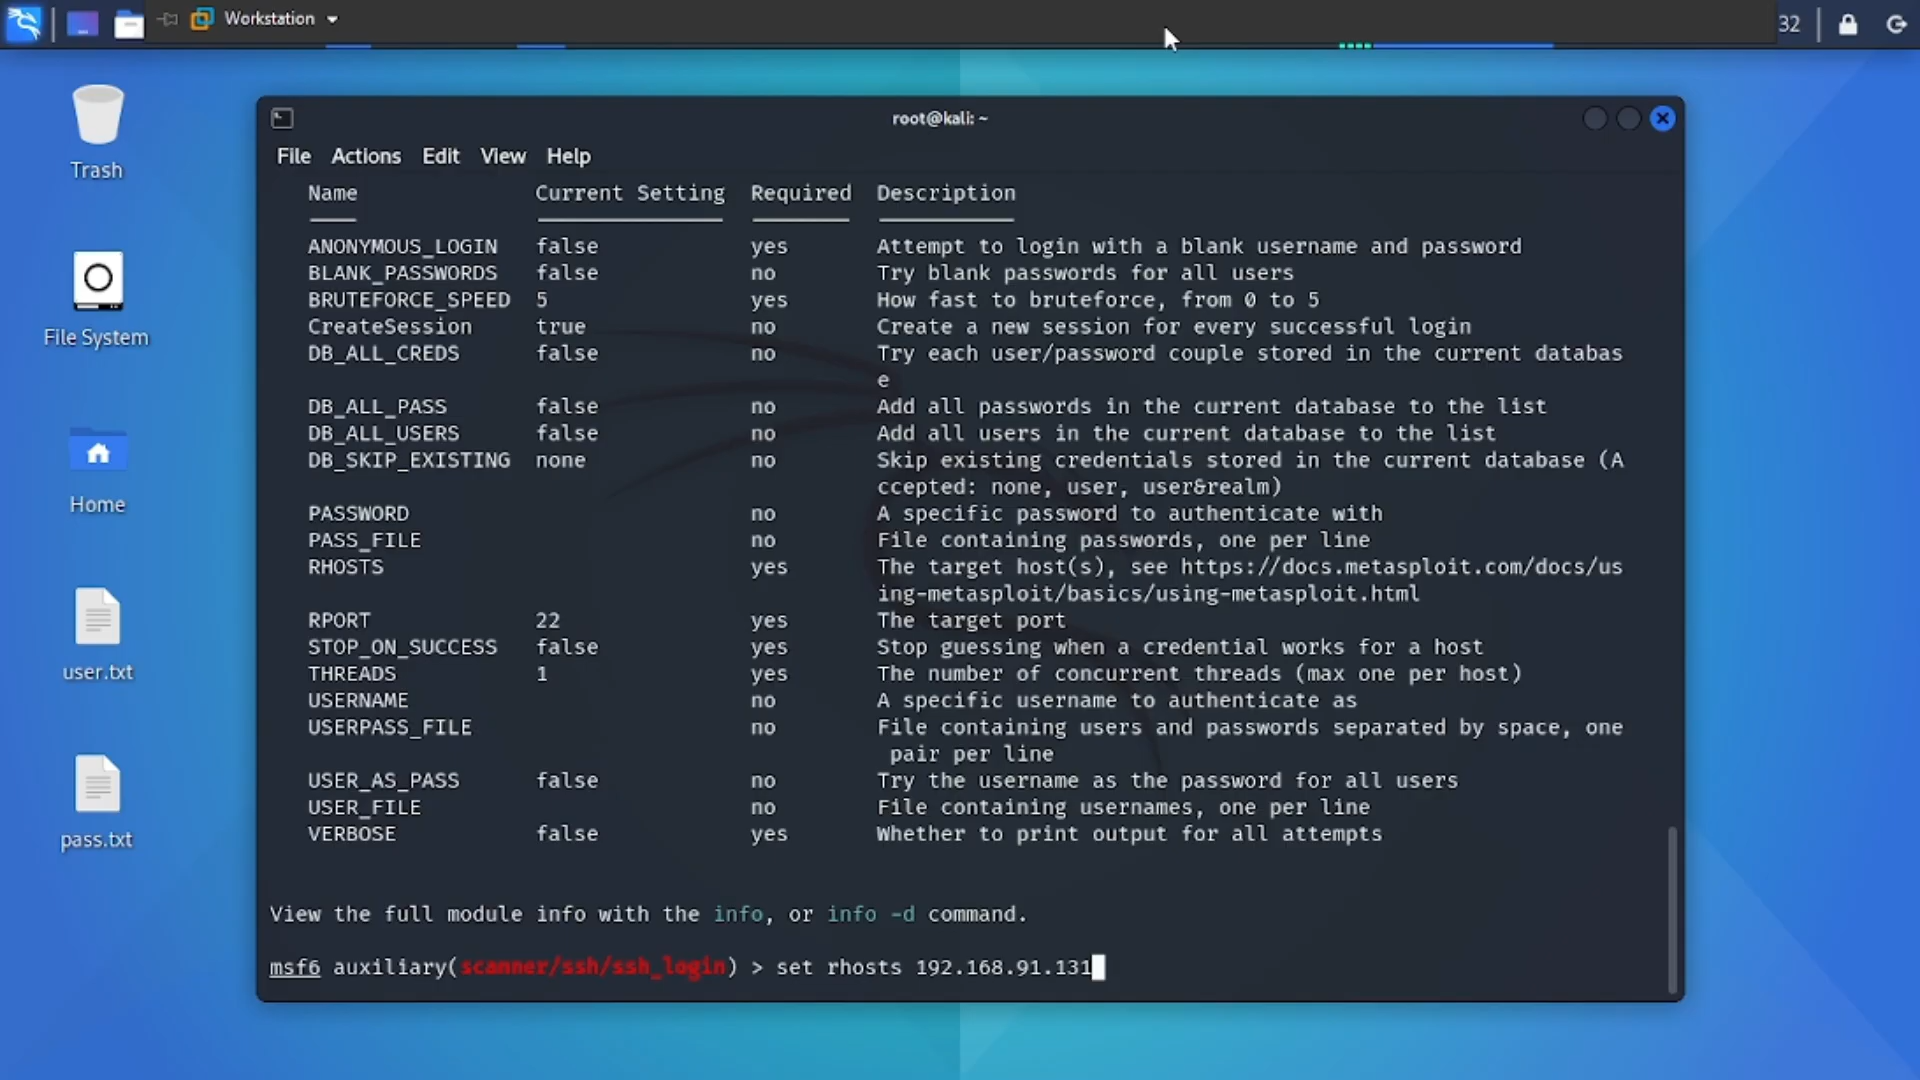 Workstation
32
Trash
File System
Home
user.txt
pass.txt
root@kali: ~
File Actions Edit View Help
Name Current Setting Required Description
ANONYMOUS_LOGIN false yes Attempt to login with a blank username and password
BLANK_PASSWORDS false no Try blank passwords for all users
BRUTEFORCE_SPEED 5 yes How fast to bruteforce, from 0 to 5
CreateSession true no Create a new session for every successful login
DB_ALL_CREDS false no Try each user/password couple stored in the current databas
e
DB_ALL_PASS false no Add all passwords in the current database to the list
DB_ALL_USERS false no Add all users in the current database to the list
DB_SKIP_EXISTING none no Skip existing credentials stored in the current database (A
ccepted: none, user, user&realm)
PASSWORD no A specific password to authenticate with
PASS_FILE no File containing passwords, one per line
RHOSTS yes The target host(s), see https://docs.metasploit.com/docs/us
ing-metasploit/basics/using-metasploit.html
RPORT 22 yes The target port
STOP_ON_SUCCESS false yes Stop guessing when a credential works for a host
THREADS 1 yes The number of concurrent threads (max one per host)
USERNAME no A specific username to authenticate as
USERPASS_FILE no File containing users and passwords separated by space, one
pair per line
USER_AS_PASS false no Try the username as the password for all users
USER_FILE no File containing usernames, one per line
VERBOSE false yes Whether to print output for all attempts
View the full module info with the info, or info -d command.
msf6 auxiliary(scanner/ssh/ssh_login) > set rhosts 192.168.91.131